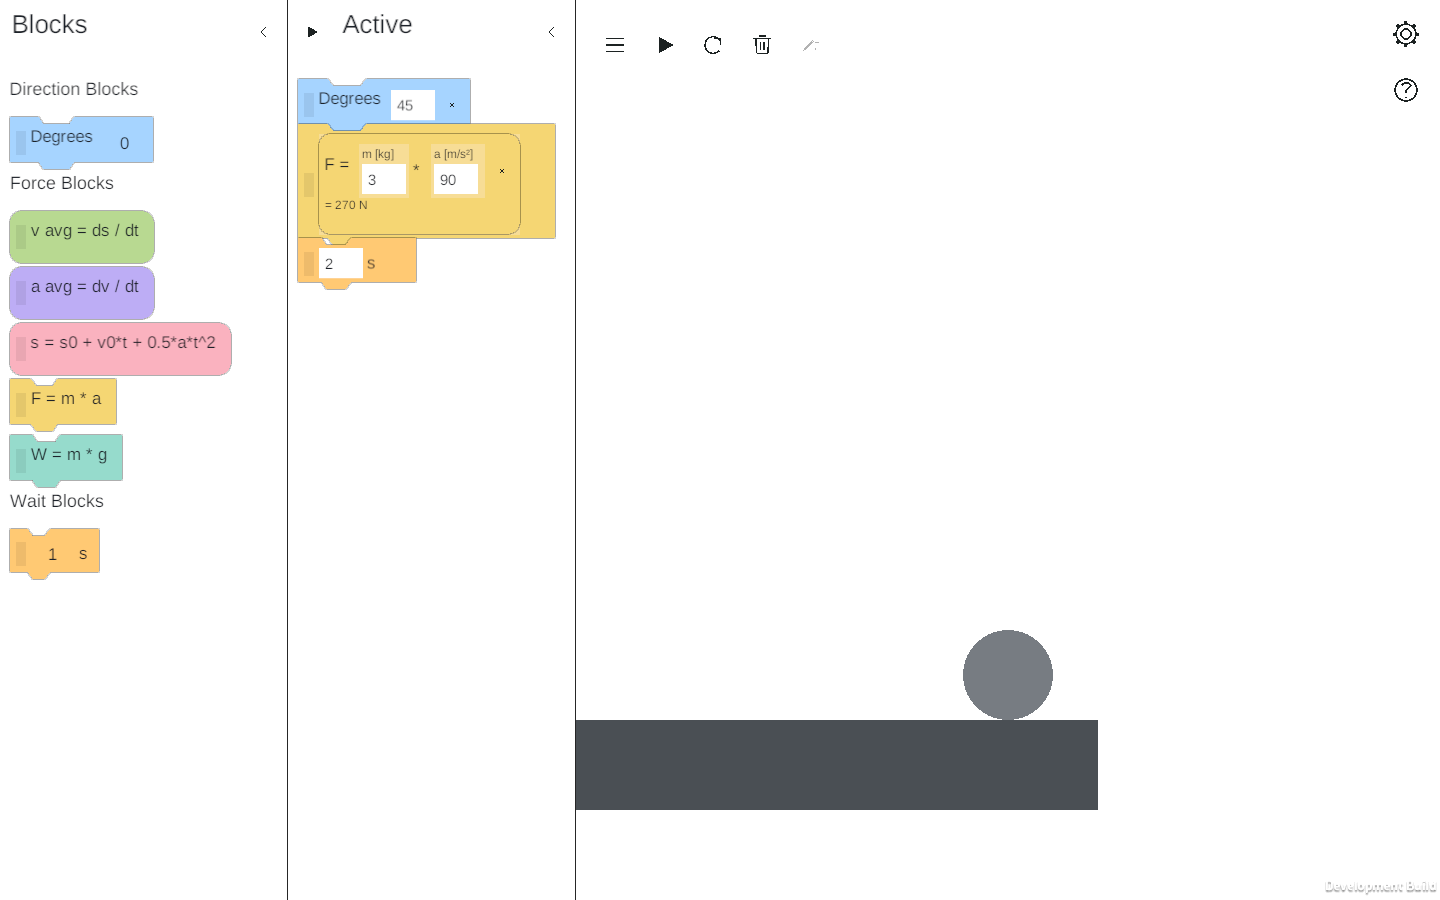 Blocks
Direction Blocks
Degrees 0
Force Blocks
v avg = ds / dt
a avg = dv / dt
s = s0 + v0*t + 0.5*a*t^2
F = m * a
W = m * g
Wait Blocks
1 s
Active
Degrees 45 ×
m [kg] a [m/s²]
F = 3 * 90 ×
= 270 N
2 s
Development Build